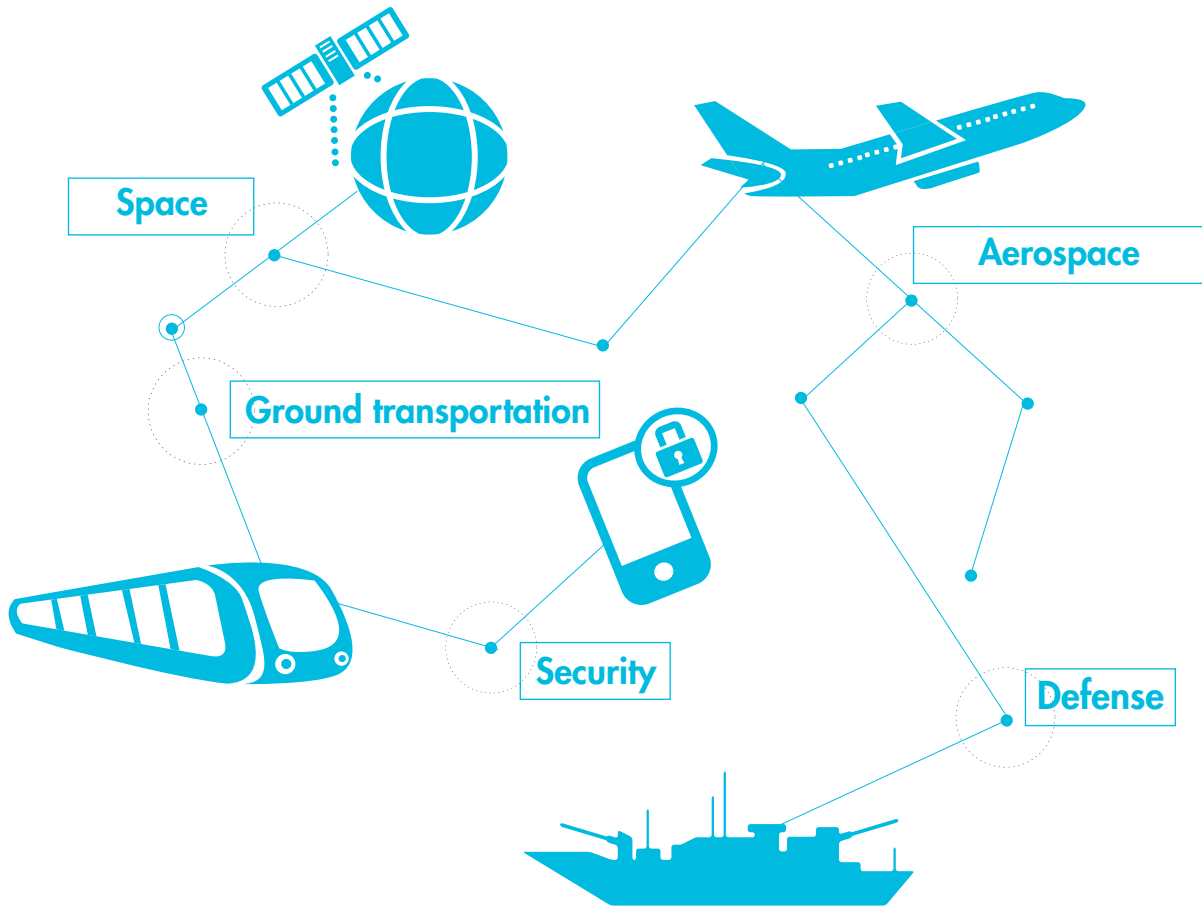 Space
Aerospace
Ground transportation
Security
Defense